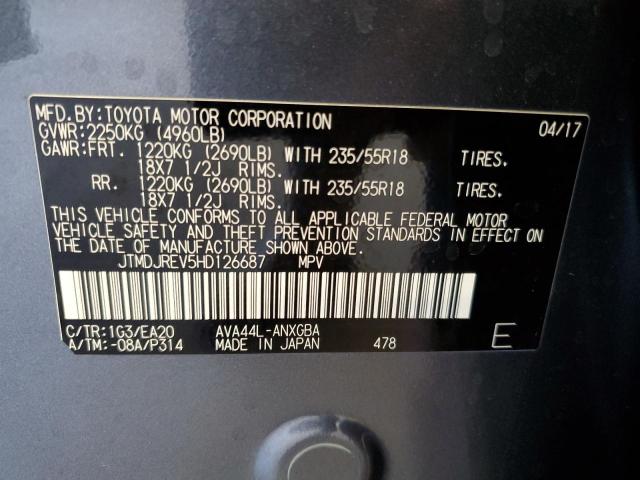 MFD.BY:TOYOTA MOTOR CORPORATION 04/17
GVWR:2250KG (4960LB)
GAWR:FRT. 1220KG (2690LB) WITH 235/55R18 TIRES.
18X7 1/2J RIMS.
RR. 1220KG (2690LB) WITH 235/55R18 TIRES.
18X7 1/2J RIMS.
THIS VEHICLE CONFORMS TO ALL APPLICABLE FEDERAL MOTOR
VEHICLE SAFETY AND THEFT PREVENTION STANDARDS IN EFFECT ON
THE DATE OF MANUFACTURE SHOWN ABOVE.
JTMDJREV5HD126687 MPV
C/TR:1G3/EA20 AVA44L-ANXGBA
A/TM:-08A/P314 MADE IN JAPAN 478 E